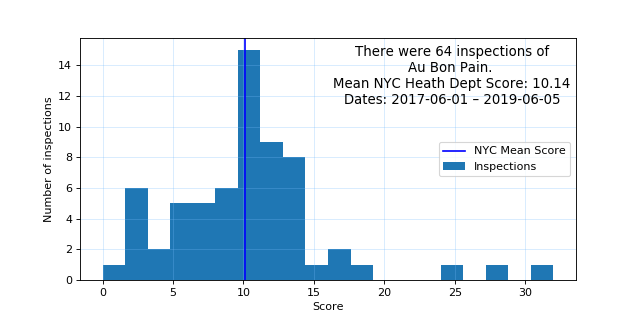 There were 64 inspections of
Au Bon Pain.
Mean NYC Heath Dept Score: 10.14
Dates: 2017-06-01 – 2019-06-05
NYC Mean Score
Inspections
Number of inspections
14
12
10
8
6
4
2
0
0 5 10 15 20 25 30
Score